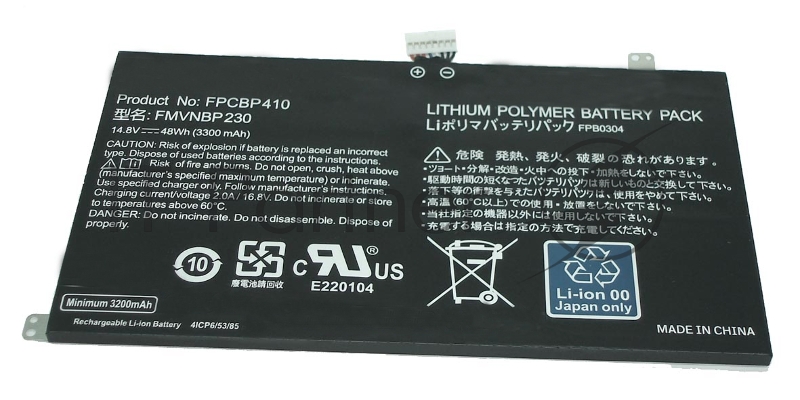 Product No: FPCBP410
型名: FMVNBP230
14.8V⎓48Wh (3300 mAh)
CAUTION: Risk of explosion if battery is replaced an incorrect
type. Dispose of used batteries according to the instructions.
Risk of fire and burns. Do not open, crush, heat above
(manufacturer's specified maximum temperature) or incinerate.
Use specified charger only. Follow manufacturer's instructions.
Charging current/voltage 2.0A / 16.8V. Do not incinerate or store
to temperatures above 60°C.
DANGER: Do not incinerate. Do not disassemble. Dispose of
properly.
10
廢電池請回收
c RU ® US
E220104
Minimum 3200mAh
Rechargeable Li-ion Battery 4ICP6/53/85
+ −
LITHIUM POLYMER BATTERY PACK
Liポリマバッテリパック FPB0304
危険 発熱、発火、破裂の恐れがあります。
・ショート・分解・改造・火中への投下・加熱をしないで下さい。
・駆動時間の短くなったバッテリパックは新しいものと交換して下さい。
・落下等の衝撃を与えたバッテリパックは使用しないで下さい。
・高温(60°C以上)での使用・放置をしないで下さい。
・当社指定の機器以外には使用しないで下さい。
・充電する場合は指定の方法で充電してください。
Li-ion 00
Japan only
MADE IN CHINA